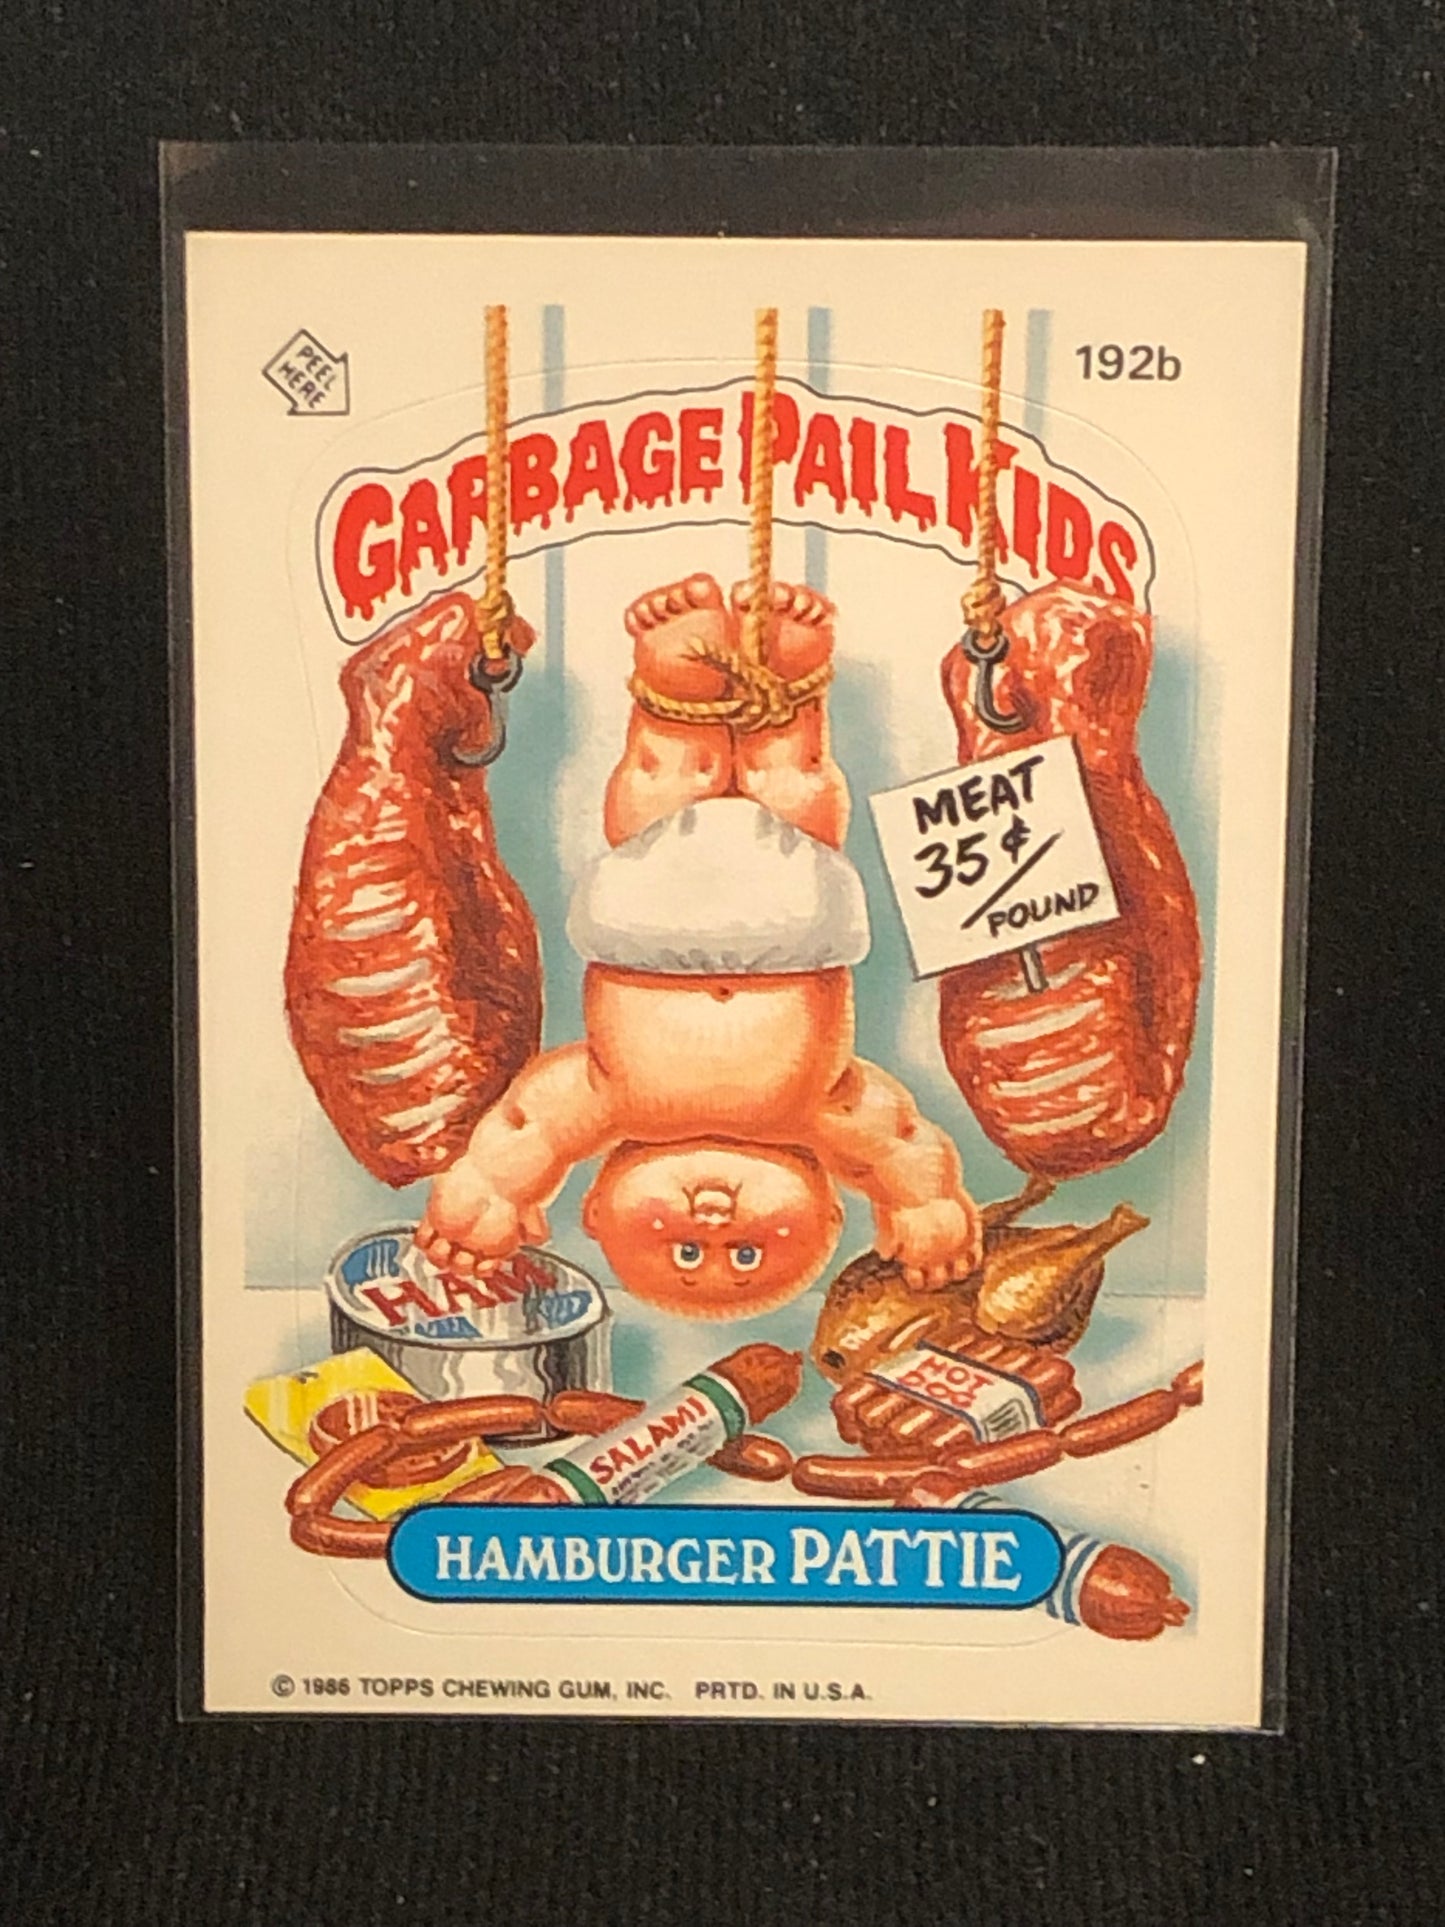 PEEL
HERE
192b
GARBAGE PAIL KIDS
MEAT
35¢/
POUND
HAM
HOT
DOG
SALAMI
HAMBURGER PATTIE
© 1986 TOPPS CHEWING GUM, INC. PRTD. IN U.S.A.